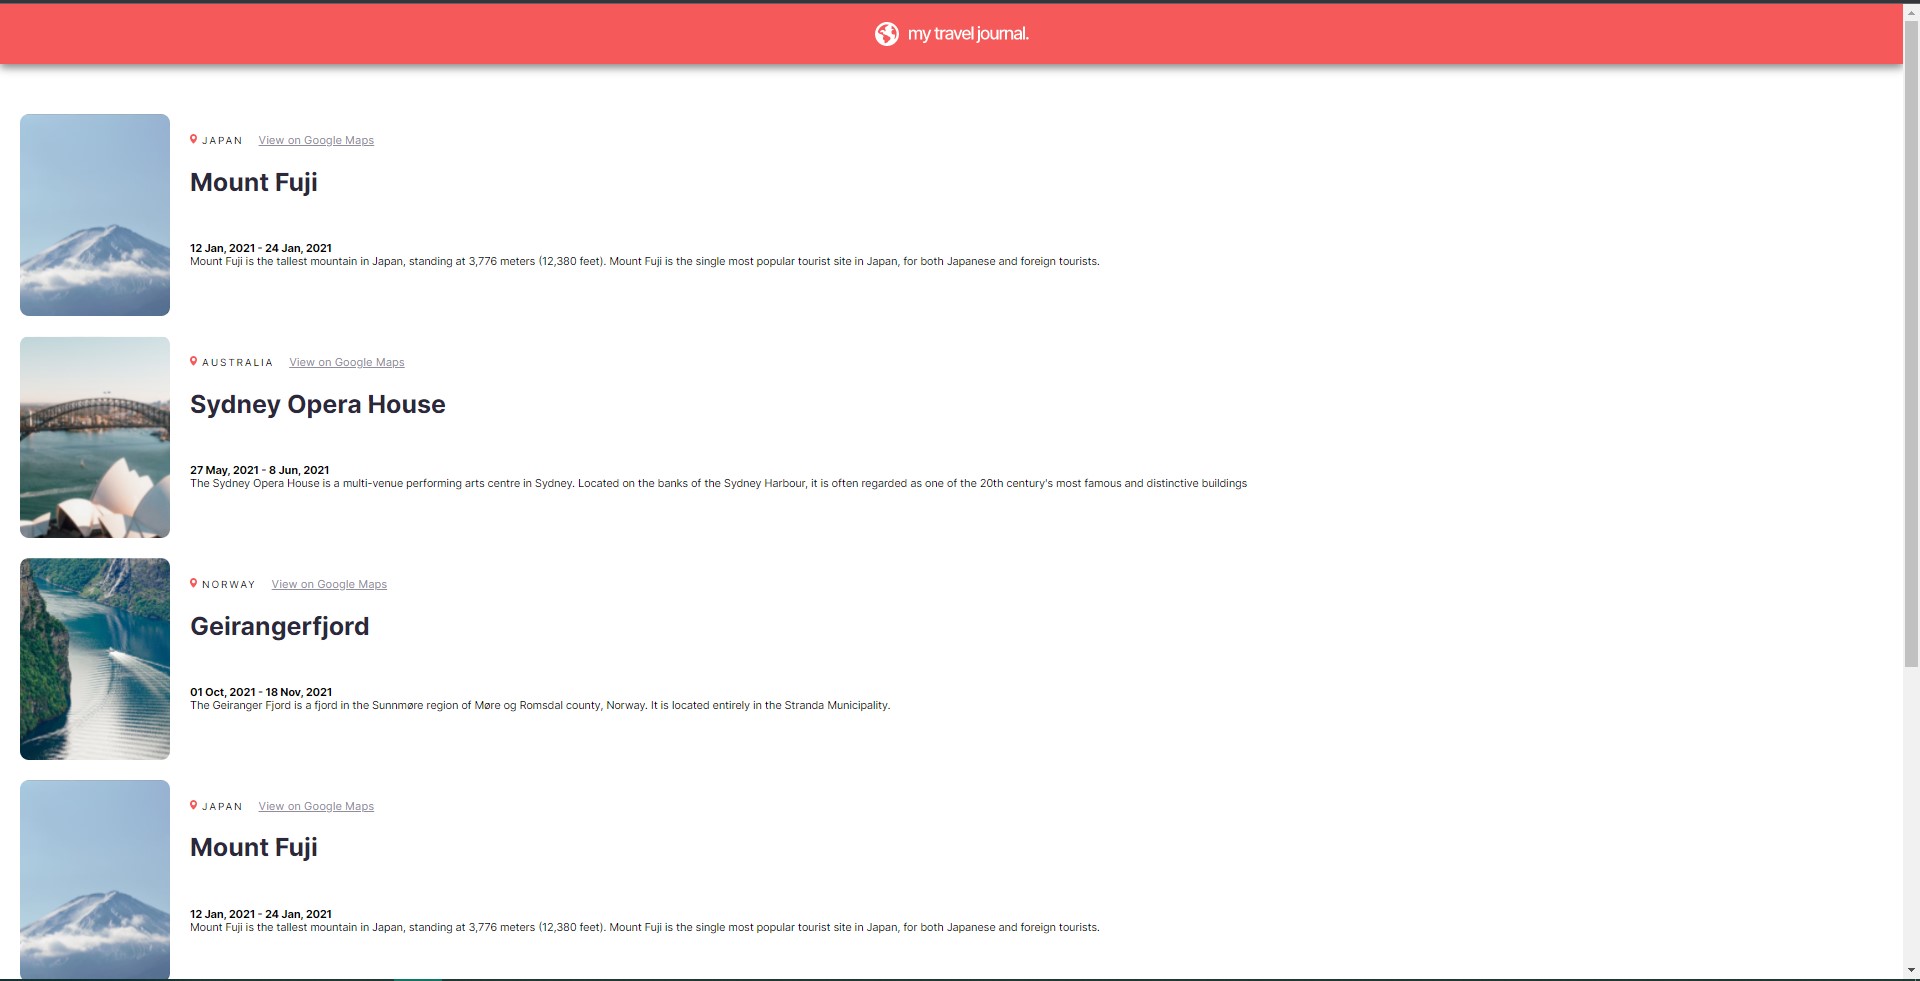 my travel journal.
JAPAN View on Google Maps
Mount Fuji
12 Jan, 2021 - 24 Jan, 2021
Mount Fuji is the tallest mountain in Japan, standing at 3,776 meters (12,380 feet). Mount Fuji is the single most popular tourist site in Japan, for both Japanese and foreign tourists.
AUSTRALIA View on Google Maps
Sydney Opera House
27 May, 2021 - 8 Jun, 2021
The Sydney Opera House is a multi-venue performing arts centre in Sydney. Located on the banks of the Sydney Harbour, it is often regarded as one of the 20th century's most famous and distinctive buildings
NORWAY View on Google Maps
Geirangerfjord
01 Oct, 2021 - 18 Nov, 2021
The Geiranger Fjord is a fjord in the Sunnmøre region of Møre og Romsdal county, Norway. It is located entirely in the Stranda Municipality.
JAPAN View on Google Maps
Mount Fuji
12 Jan, 2021 - 24 Jan, 2021
Mount Fuji is the tallest mountain in Japan, standing at 3,776 meters (12,380 feet). Mount Fuji is the single most popular tourist site in Japan, for both Japanese and foreign tourists.